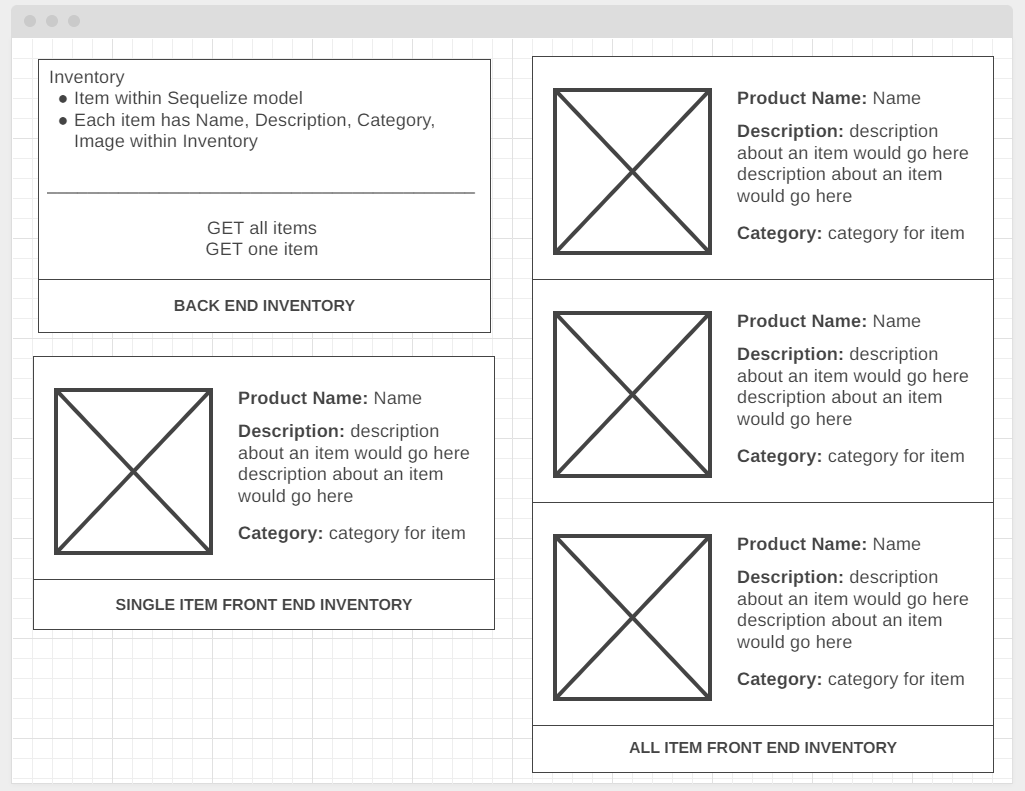 Inventory
● Item within Sequelize model
● Each item has Name, Description, Category,
Image within Inventory
GET all items
GET one item
BACK END INVENTORY
Product Name: Name
Description: description
about an item would go here
description about an item
would go here
Category: category for item
SINGLE ITEM FRONT END INVENTORY
Product Name: Name
Description: description
about an item would go here
description about an item
would go here
Category: category for item
Product Name: Name
Description: description
about an item would go here
description about an item
would go here
Category: category for item
Product Name: Name
Description: description
about an item would go here
description about an item
would go here
Category: category for item
ALL ITEM FRONT END INVENTORY